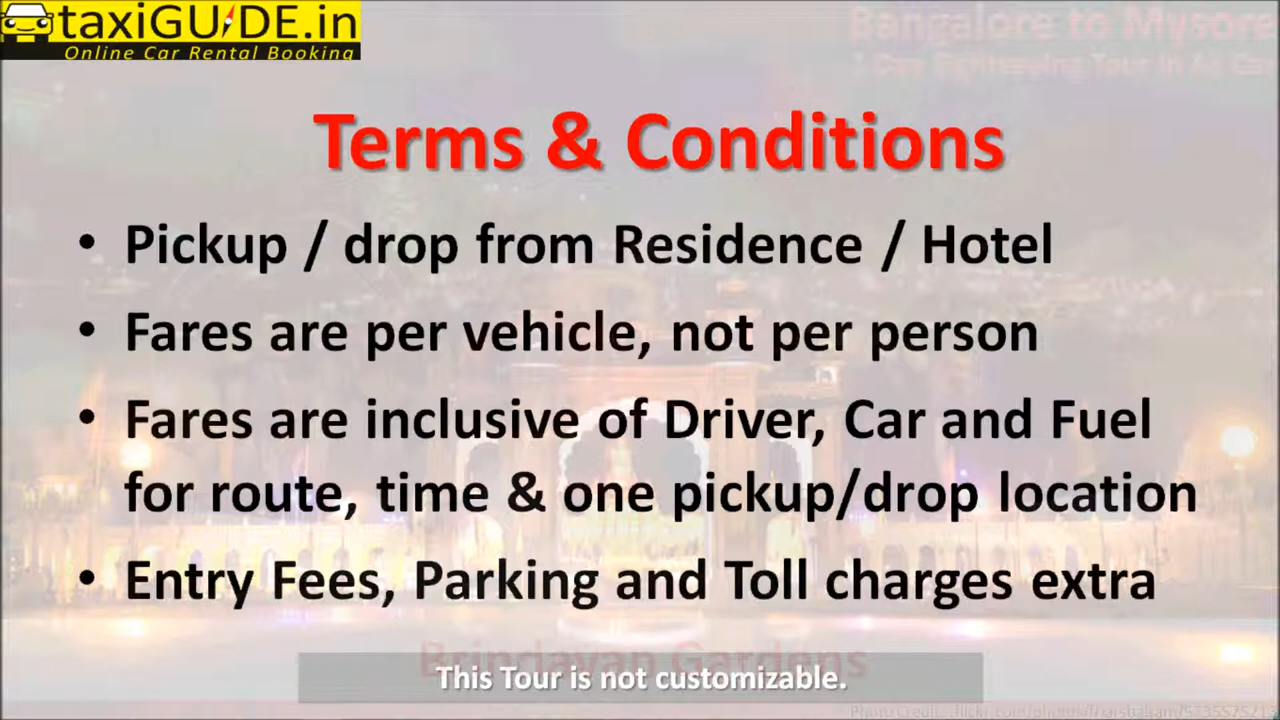 taxiGUIDE.in
Online Car Rental Booking
Bangalore to Mysore
Day Sightseeing Tour in Ac Car
Terms & Conditions
• Pickup / drop from Residence / Hotel
• Fares are per vehicle, not per person
• Fares are inclusive of Driver, Car and Fuel
for route, time & one pickup/drop location
• Entry Fees, Parking and Toll charges extra
Brindavan Gardens
This Tour is not customizable.